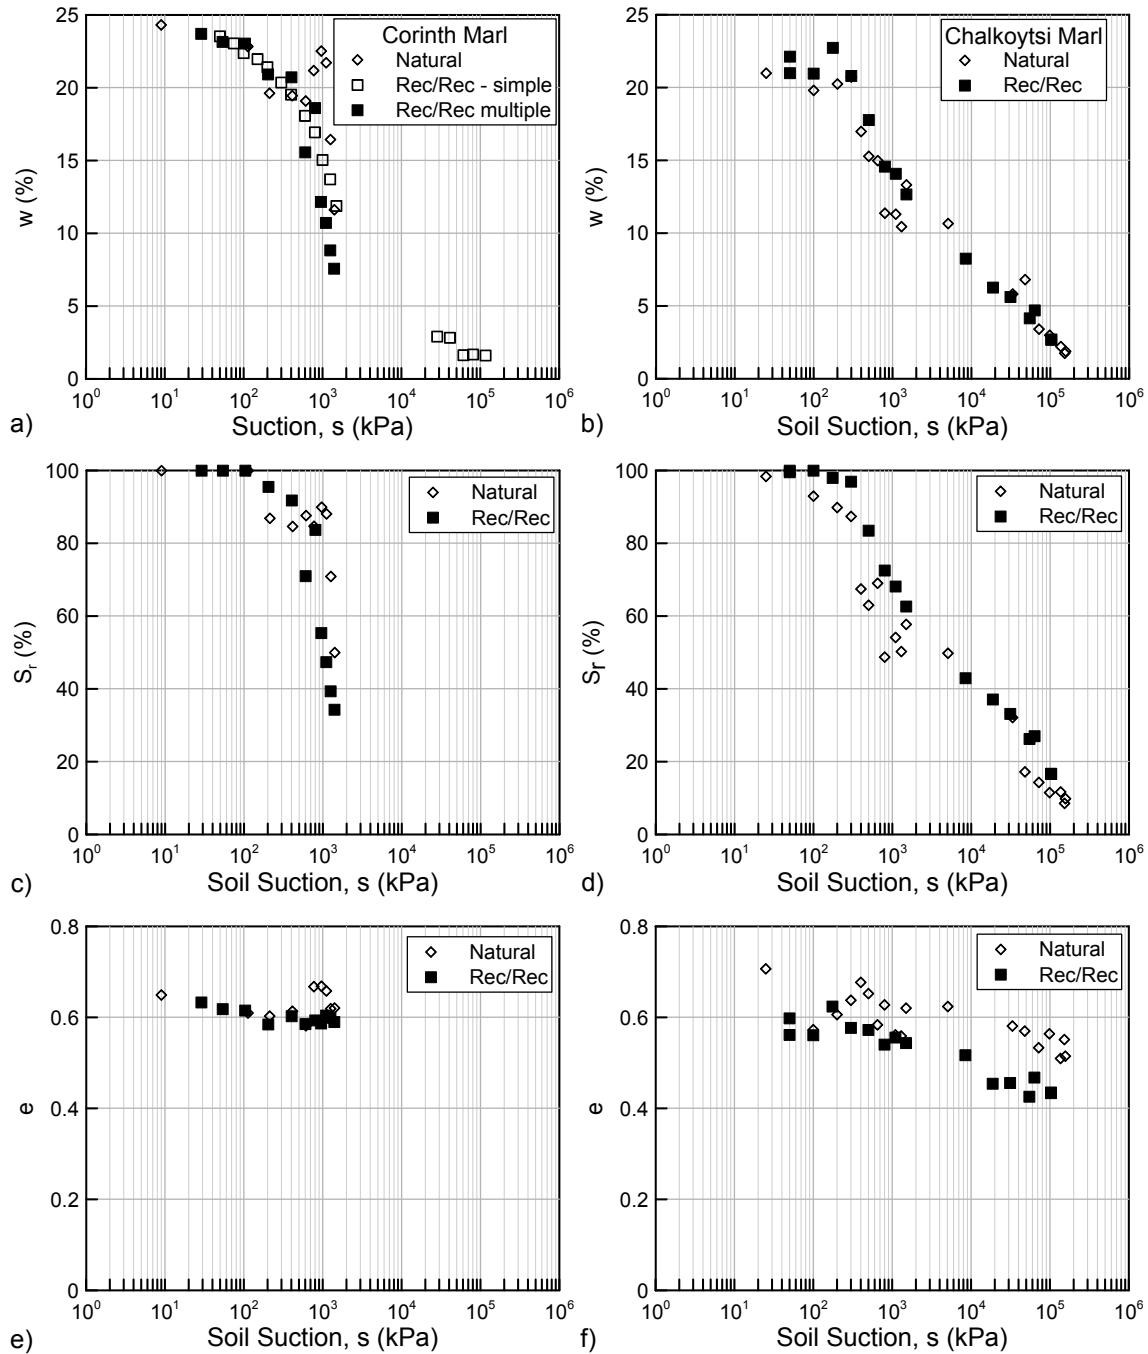 25
20
15
10
5
0
w (%)
Corinth Marl
Natural
Rec/Rec - simple
Rec/Rec multiple
10^0 10^1 10^2 10^3 10^4 10^5 10^6
Suction, s (kPa)
a)
25
20
15
10
5
0
w (%)
Chalkoytsi Marl
Natural
Rec/Rec
10^0 10^1 10^2 10^3 10^4 10^5 10^6
Soil Suction, s (kPa)
b)
100
80
60
40
20
0
S_r (%)
Natural
Rec/Rec
10^0 10^1 10^2 10^3 10^4 10^5 10^6
Soil Suction, s (kPa)
c)
100
80
60
40
20
0
Sr (%)
Natural
Rec/Rec
10^0 10^1 10^2 10^3 10^4 10^5 10^6
Soil Suction, s (kPa)
d)
0.8
0.6
0.4
0.2
0
e
Natural
Rec/Rec
10^0 10^1 10^2 10^3 10^4 10^5 10^6
Soil Suction, s (kPa)
e)
0.8
0.6
0.4
0.2
0
e
Natural
Rec/Rec
10^0 10^1 10^2 10^3 10^4 10^5 10^6
Soil Suction, s (kPa)
f)